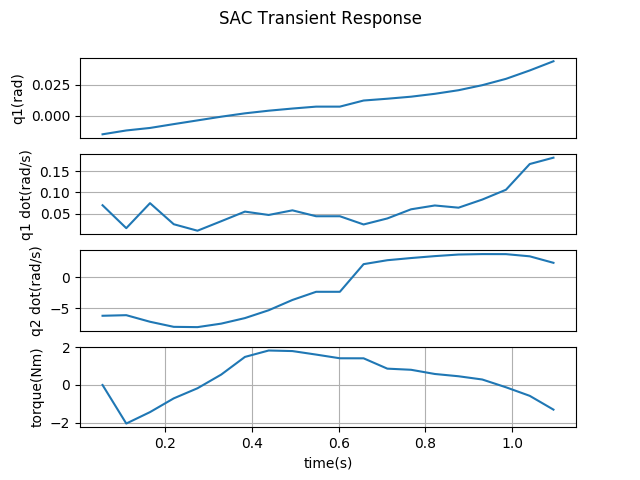 SAC Transient Response
q1(rad)
0.025
0.000
q1 dot(rad/s)
0.15
0.10
0.05
q2 dot(rad/s)
0
−5
torque(Nm)
2
0
−2
0.2 0.4 0.6 0.8 1.0
time(s)